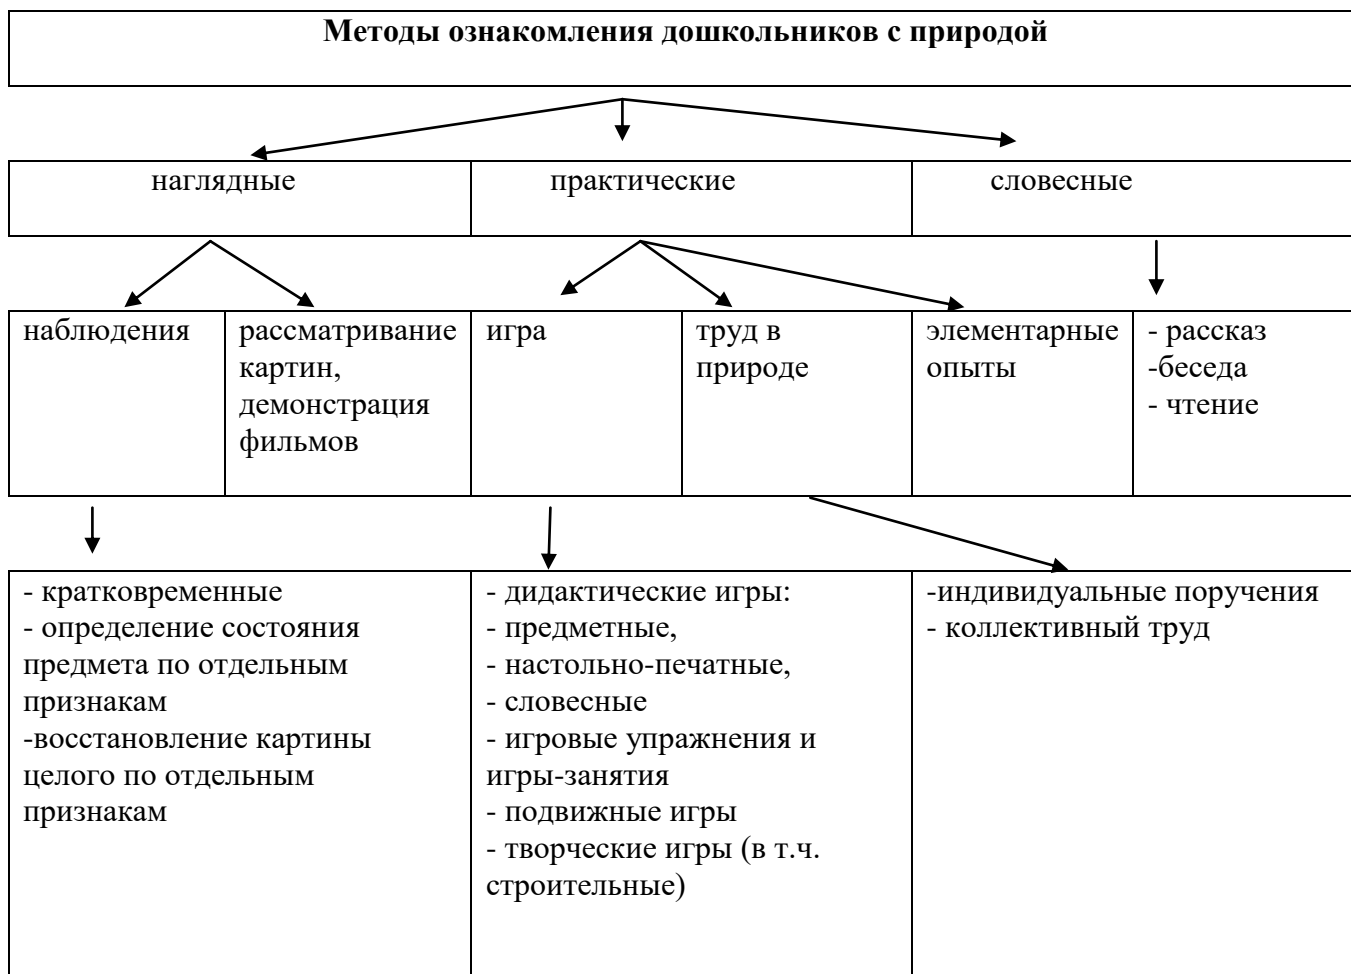 Методы ознакомления дошкольников с природой
наглядные
практические
словесные
наблюдения
рассматривание
картин,
демонстрация
фильмов
игра
труд в
природе
элементарные
опыты
- рассказ
-беседа
- чтение
- кратковременные
- определение состояния
предмета по отдельным
признакам
-восстановление картины
целого по отдельным
признакам
- дидактические игры:
- предметные,
- настольно-печатные,
- словесные
- игровые упражнения и
игры-занятия
- подвижные игры
- творческие игры (в т.ч.
строительные)
-индивидуальные поручения
- коллективный труд